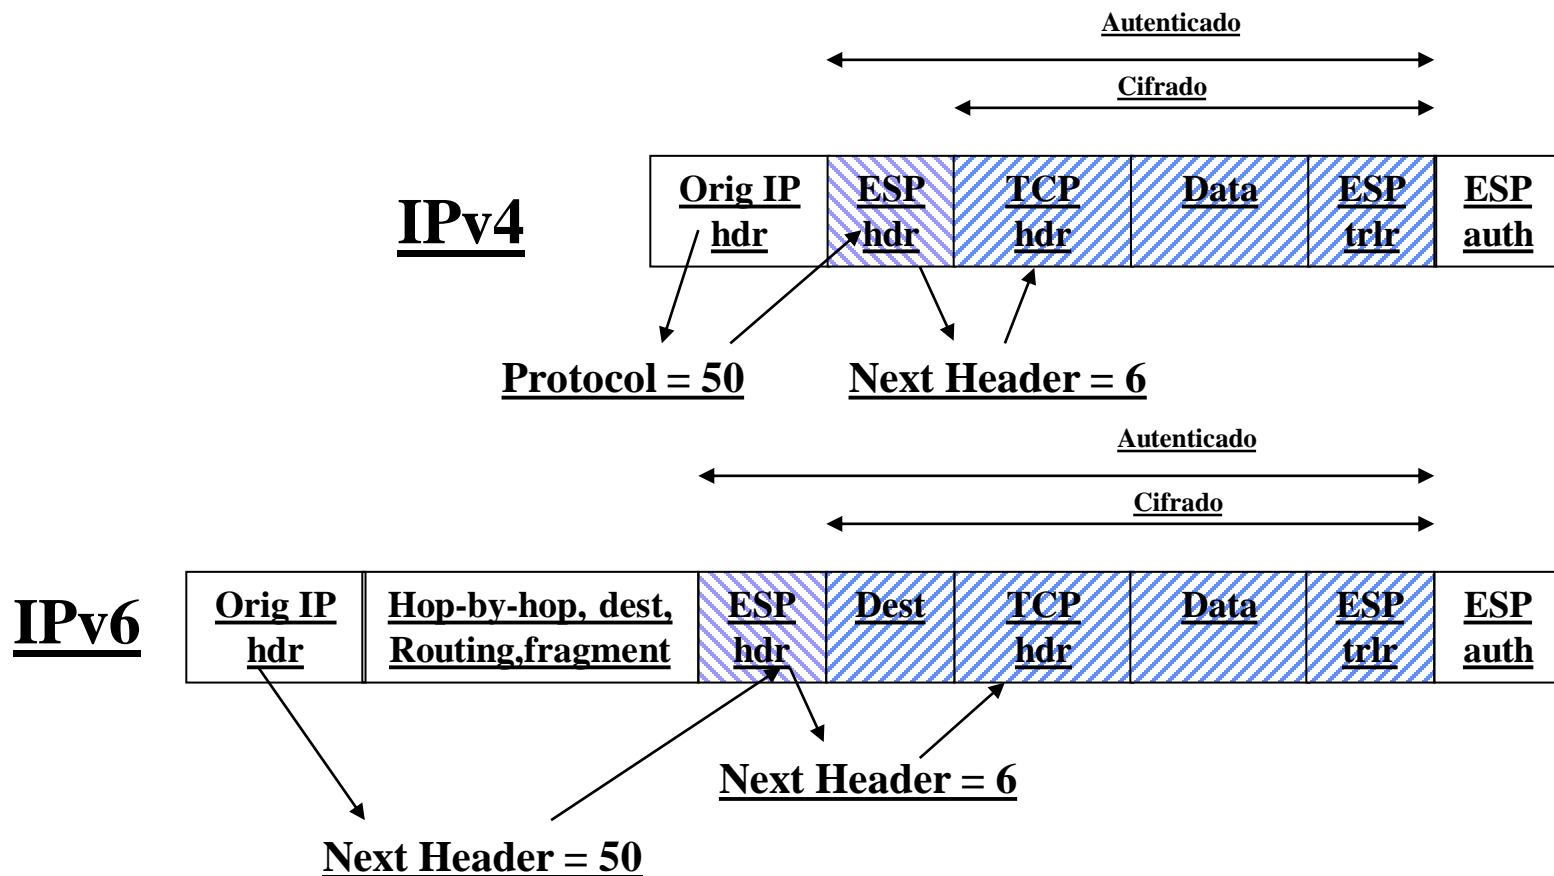 Autenticado
Cifrado
IPv4
Orig IP
hdr
ESP
hdr
TCP
hdr
Data
ESP
trlr
ESP
auth
Protocol = 50
Next Header = 6
Autenticado
Cifrado
IPv6
Orig IP
hdr
Hop-by-hop, dest,
Routing,fragment
ESP
hdr
Dest
TCP
hdr
Data
ESP
trlr
ESP
auth
Next Header = 6
Next Header = 50